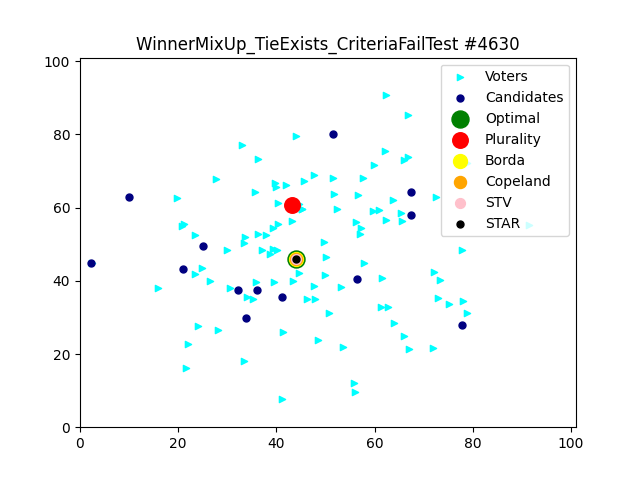 WinnerMixUp_TieExists_CriteriaFailTest #4630
100
80
60
40
20
0
0
20
40
60
80
100
Voters
Candidates
Optimal
Plurality
Borda
Copeland
STV
STAR